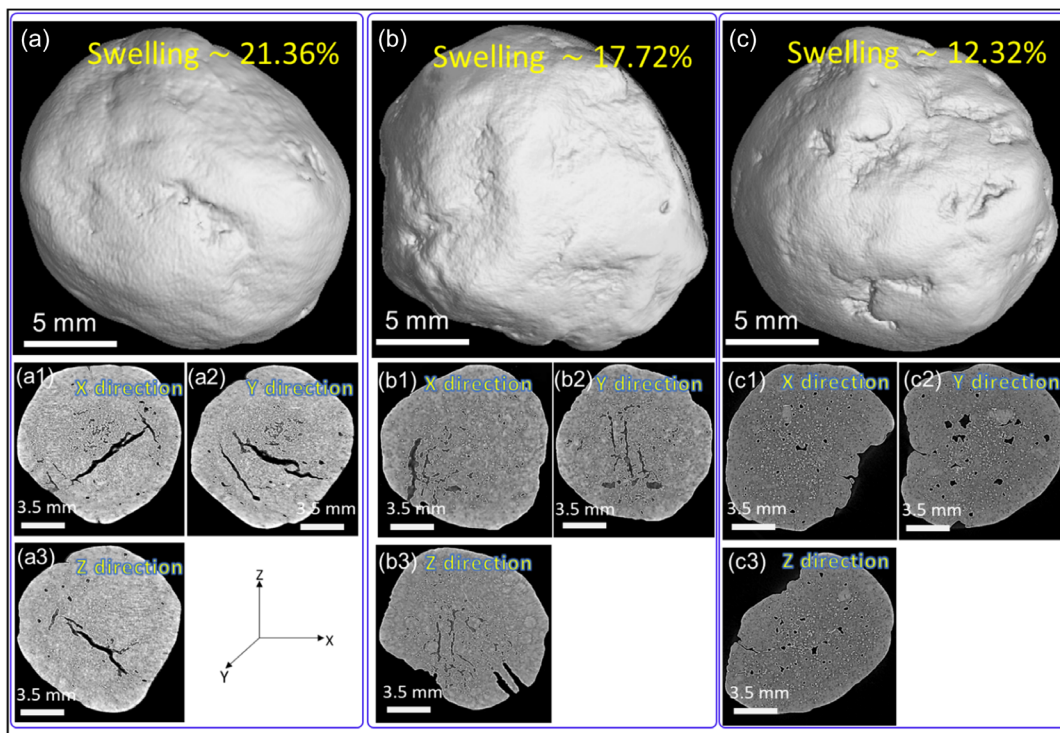 (a)
Swelling ~ 21.36%
5 mm
(b)
Swelling ~ 17.72%
5 mm
(c)
Swelling ~ 12.32%
5 mm
(a1)
X direction
3.5 mm
(a2)
Y direction
3.5 mm
(b1)
X direction
3.5 mm
(b2)
Y direction
3.5 mm
(c1)
X direction
3.5 mm
(c2)
Y direction
3.5 mm
(a3)
Z direction
3.5 mm
Z
X
Y
(b3)
Z direction
3.5 mm
(c3)
Z direction
3.5 mm